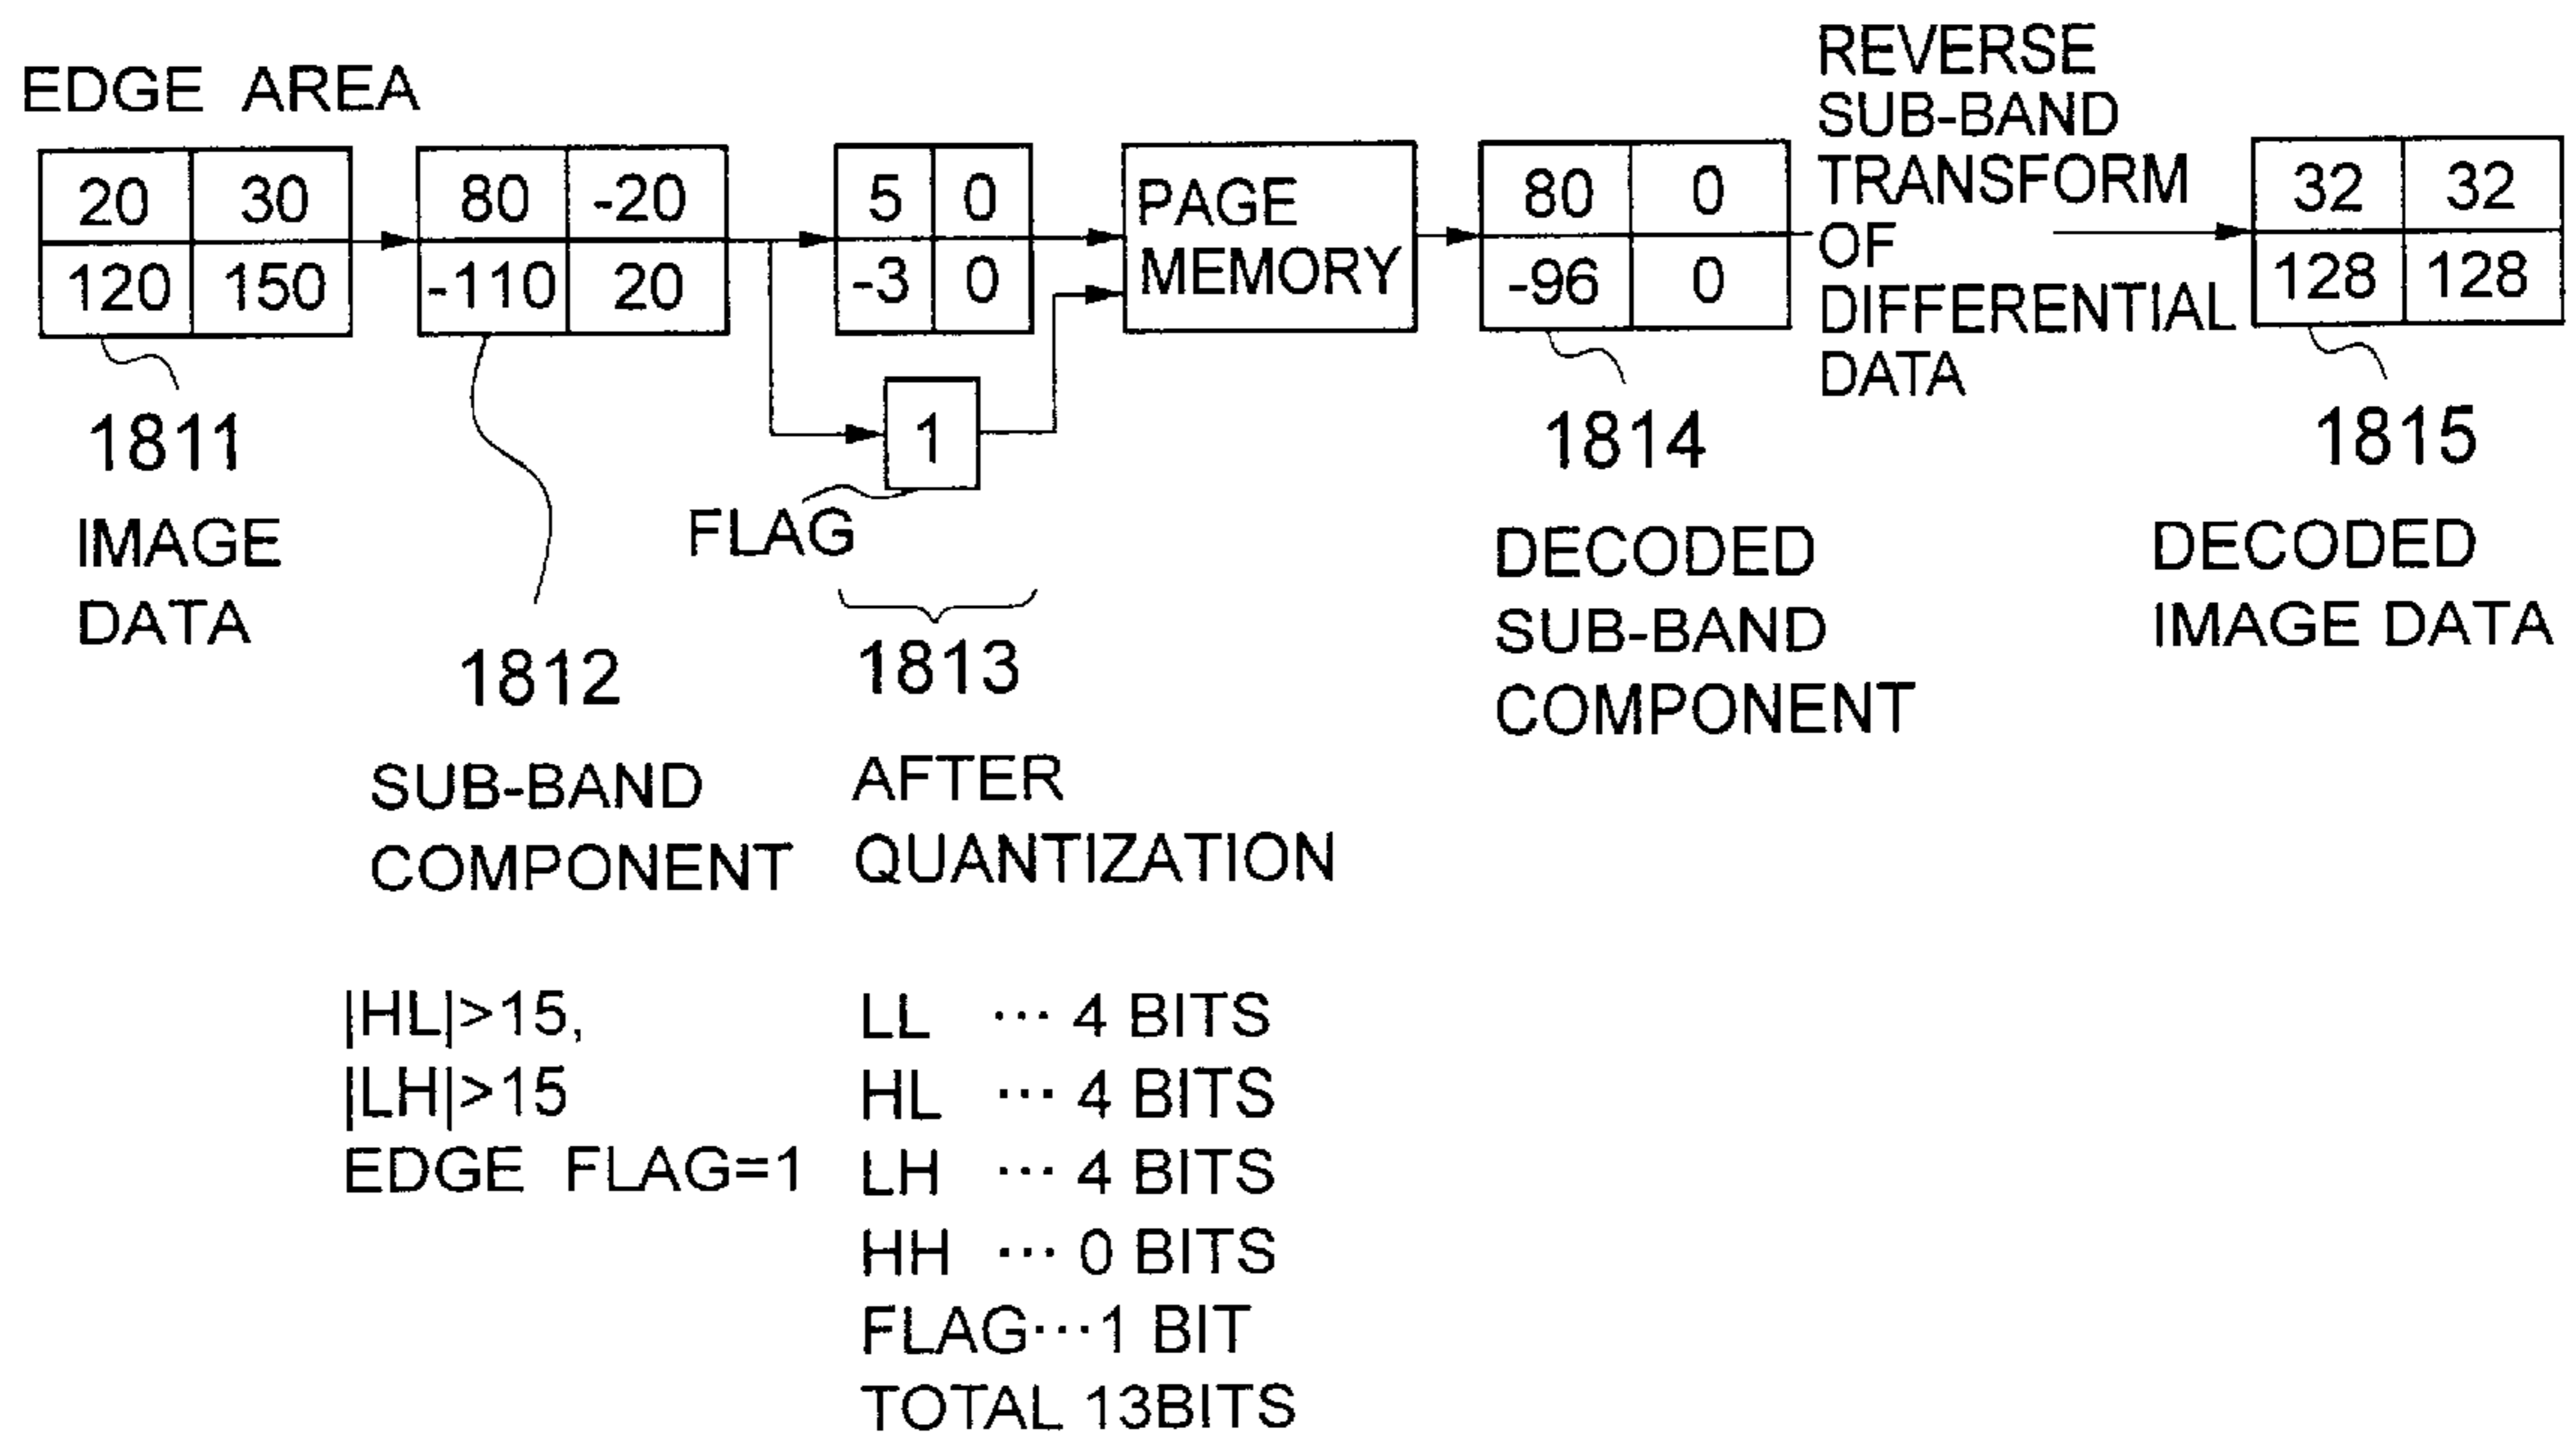 EDGE AREA
20 30
120 150
1811
IMAGE
DATA
80 -20
-110 20
1812
SUB-BAND
COMPONENT
|HL|>15,
|LH|>15
EDGE FLAG=1
5 0
-3 0
1
FLAG
1813
AFTER
QUANTIZATION
LL ··· 4 BITS
HL ··· 4 BITS
LH ··· 4 BITS
HH ··· 0 BITS
FLAG···1 BIT
TOTAL 13BITS
PAGE
MEMORY
80 0
-96 0
1814
DECODED
SUB-BAND
COMPONENT
REVERSE
SUB-BAND
TRANSFORM
OF
DIFFERENTIAL
DATA
32 32
128 128
1815
DECODED
IMAGE DATA